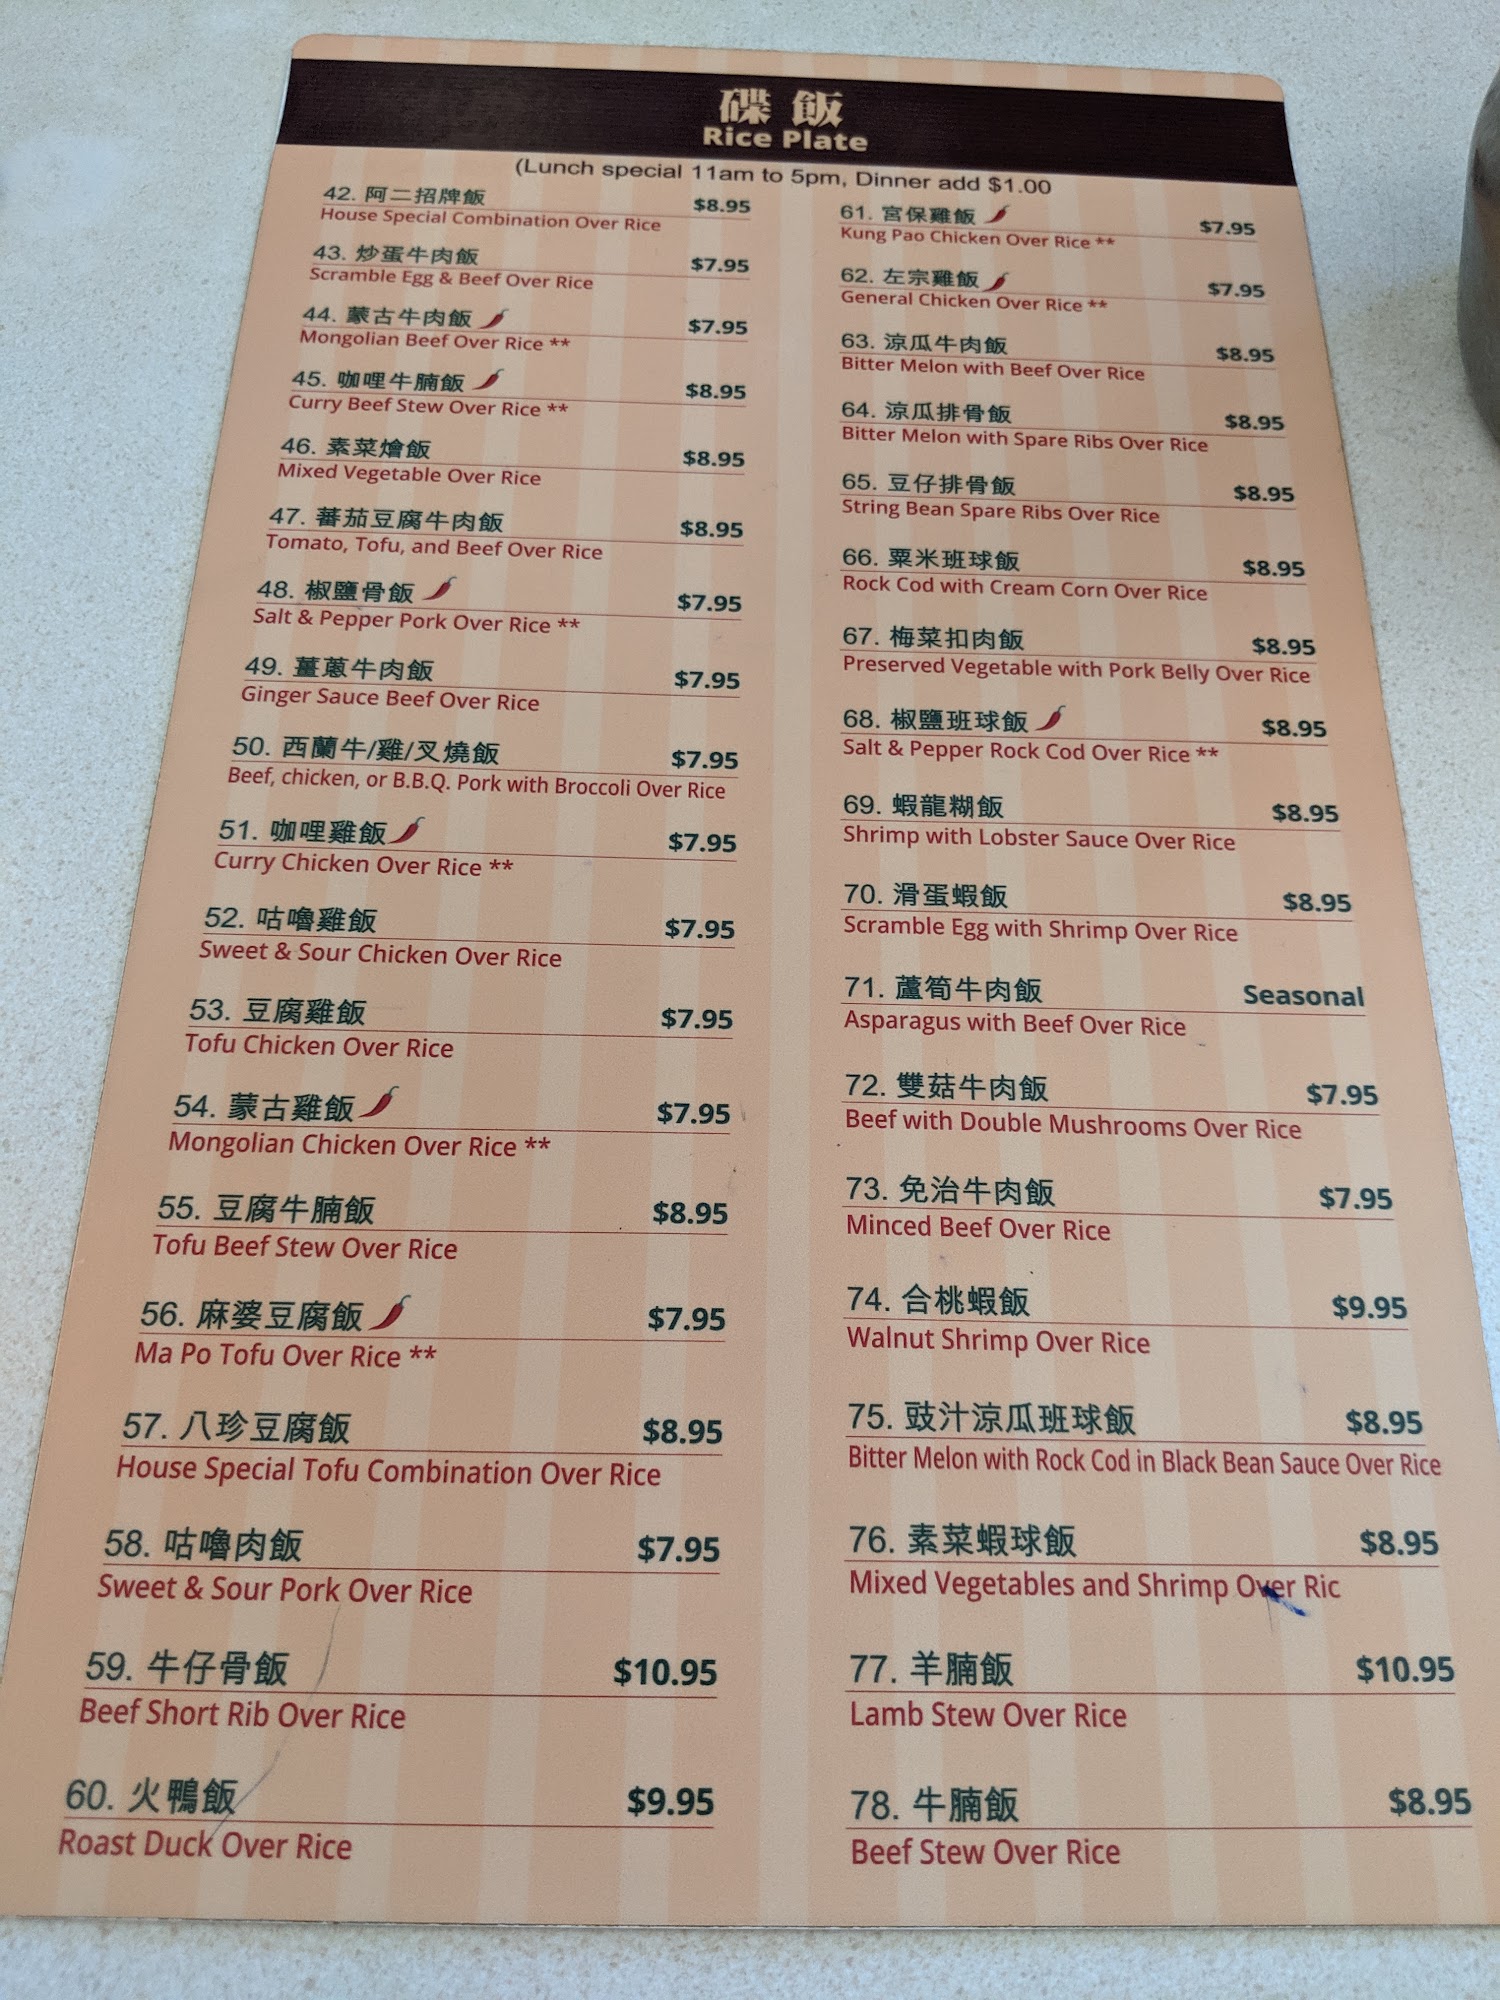 碟飯
Rice Plate
(Lunch special 11am to 5pm, Dinner add $1.00
42. 阿二招牌飯 $8.95
House Special Combination Over Rice
43. 炒蛋牛肉飯 $7.95
Scramble Egg & Beef Over Rice
44. 蒙古牛肉飯 $7.95
Mongolian Beef Over Rice **
45. 咖哩牛腩飯 $8.95
Curry Beef Stew Over Rice **
46. 素菜燴飯 $8.95
Mixed Vegetable Over Rice
47. 蕃茄豆腐牛肉飯 $8.95
Tomato, Tofu, and Beef Over Rice
48. 椒鹽骨飯 $7.95
Salt & Pepper Pork Over Rice **
49. 薑蔥牛肉飯 $7.95
Ginger Sauce Beef Over Rice
50. 西蘭牛/雞/叉燒飯 $7.95
Beef, chicken, or B.B.Q. Pork with Broccoli Over Rice
51. 咖哩雞飯 $7.95
Curry Chicken Over Rice **
52. 咕嚕雞飯 $7.95
Sweet & Sour Chicken Over Rice
53. 豆腐雞飯 $7.95
Tofu Chicken Over Rice
54. 蒙古雞飯 $7.95
Mongolian Chicken Over Rice **
55. 豆腐牛腩飯 $8.95
Tofu Beef Stew Over Rice
56. 麻婆豆腐飯 $7.95
Ma Po Tofu Over Rice **
57. 八珍豆腐飯 $8.95
House Special Tofu Combination Over Rice
58. 咕嚕肉飯 $7.95
Sweet & Sour Pork Over Rice
59. 牛仔骨飯 $10.95
Beef Short Rib Over Rice
60. 火鴨飯 $9.95
Roast Duck Over Rice
61. 宮保雞飯 $7.95
Kung Pao Chicken Over Rice **
62. 左宗雞飯 $7.95
General Chicken Over Rice **
63. 涼瓜牛肉飯 $8.95
Bitter Melon with Beef Over Rice
64. 涼瓜排骨飯 $8.95
Bitter Melon with Spare Ribs Over Rice
65. 豆仔排骨飯 $8.95
String Bean Spare Ribs Over Rice
66. 粟米班球飯 $8.95
Rock Cod with Cream Corn Over Rice
67. 梅菜扣肉飯 $8.95
Preserved Vegetable with Pork Belly Over Rice
68. 椒鹽班球飯 $8.95
Salt & Pepper Rock Cod Over Rice **
69. 蝦龍糊飯 $8.95
Shrimp with Lobster Sauce Over Rice
70. 滑蛋蝦飯 $8.95
Scramble Egg with Shrimp Over Rice
71. 蘆筍牛肉飯 Seasonal
Asparagus with Beef Over Rice
72. 雙菇牛肉飯 $7.95
Beef with Double Mushrooms Over Rice
73. 免治牛肉飯 $7.95
Minced Beef Over Rice
74. 合桃蝦飯 $9.95
Walnut Shrimp Over Rice
75. 豉汁涼瓜班球飯 $8.95
Bitter Melon with Rock Cod in Black Bean Sauce Over Rice
76. 素菜蝦球飯 $8.95
Mixed Vegetables and Shrimp Over Ric
77. 羊腩飯 $10.95
Lamb Stew Over Rice
78. 牛腩飯 $8.95
Beef Stew Over Rice